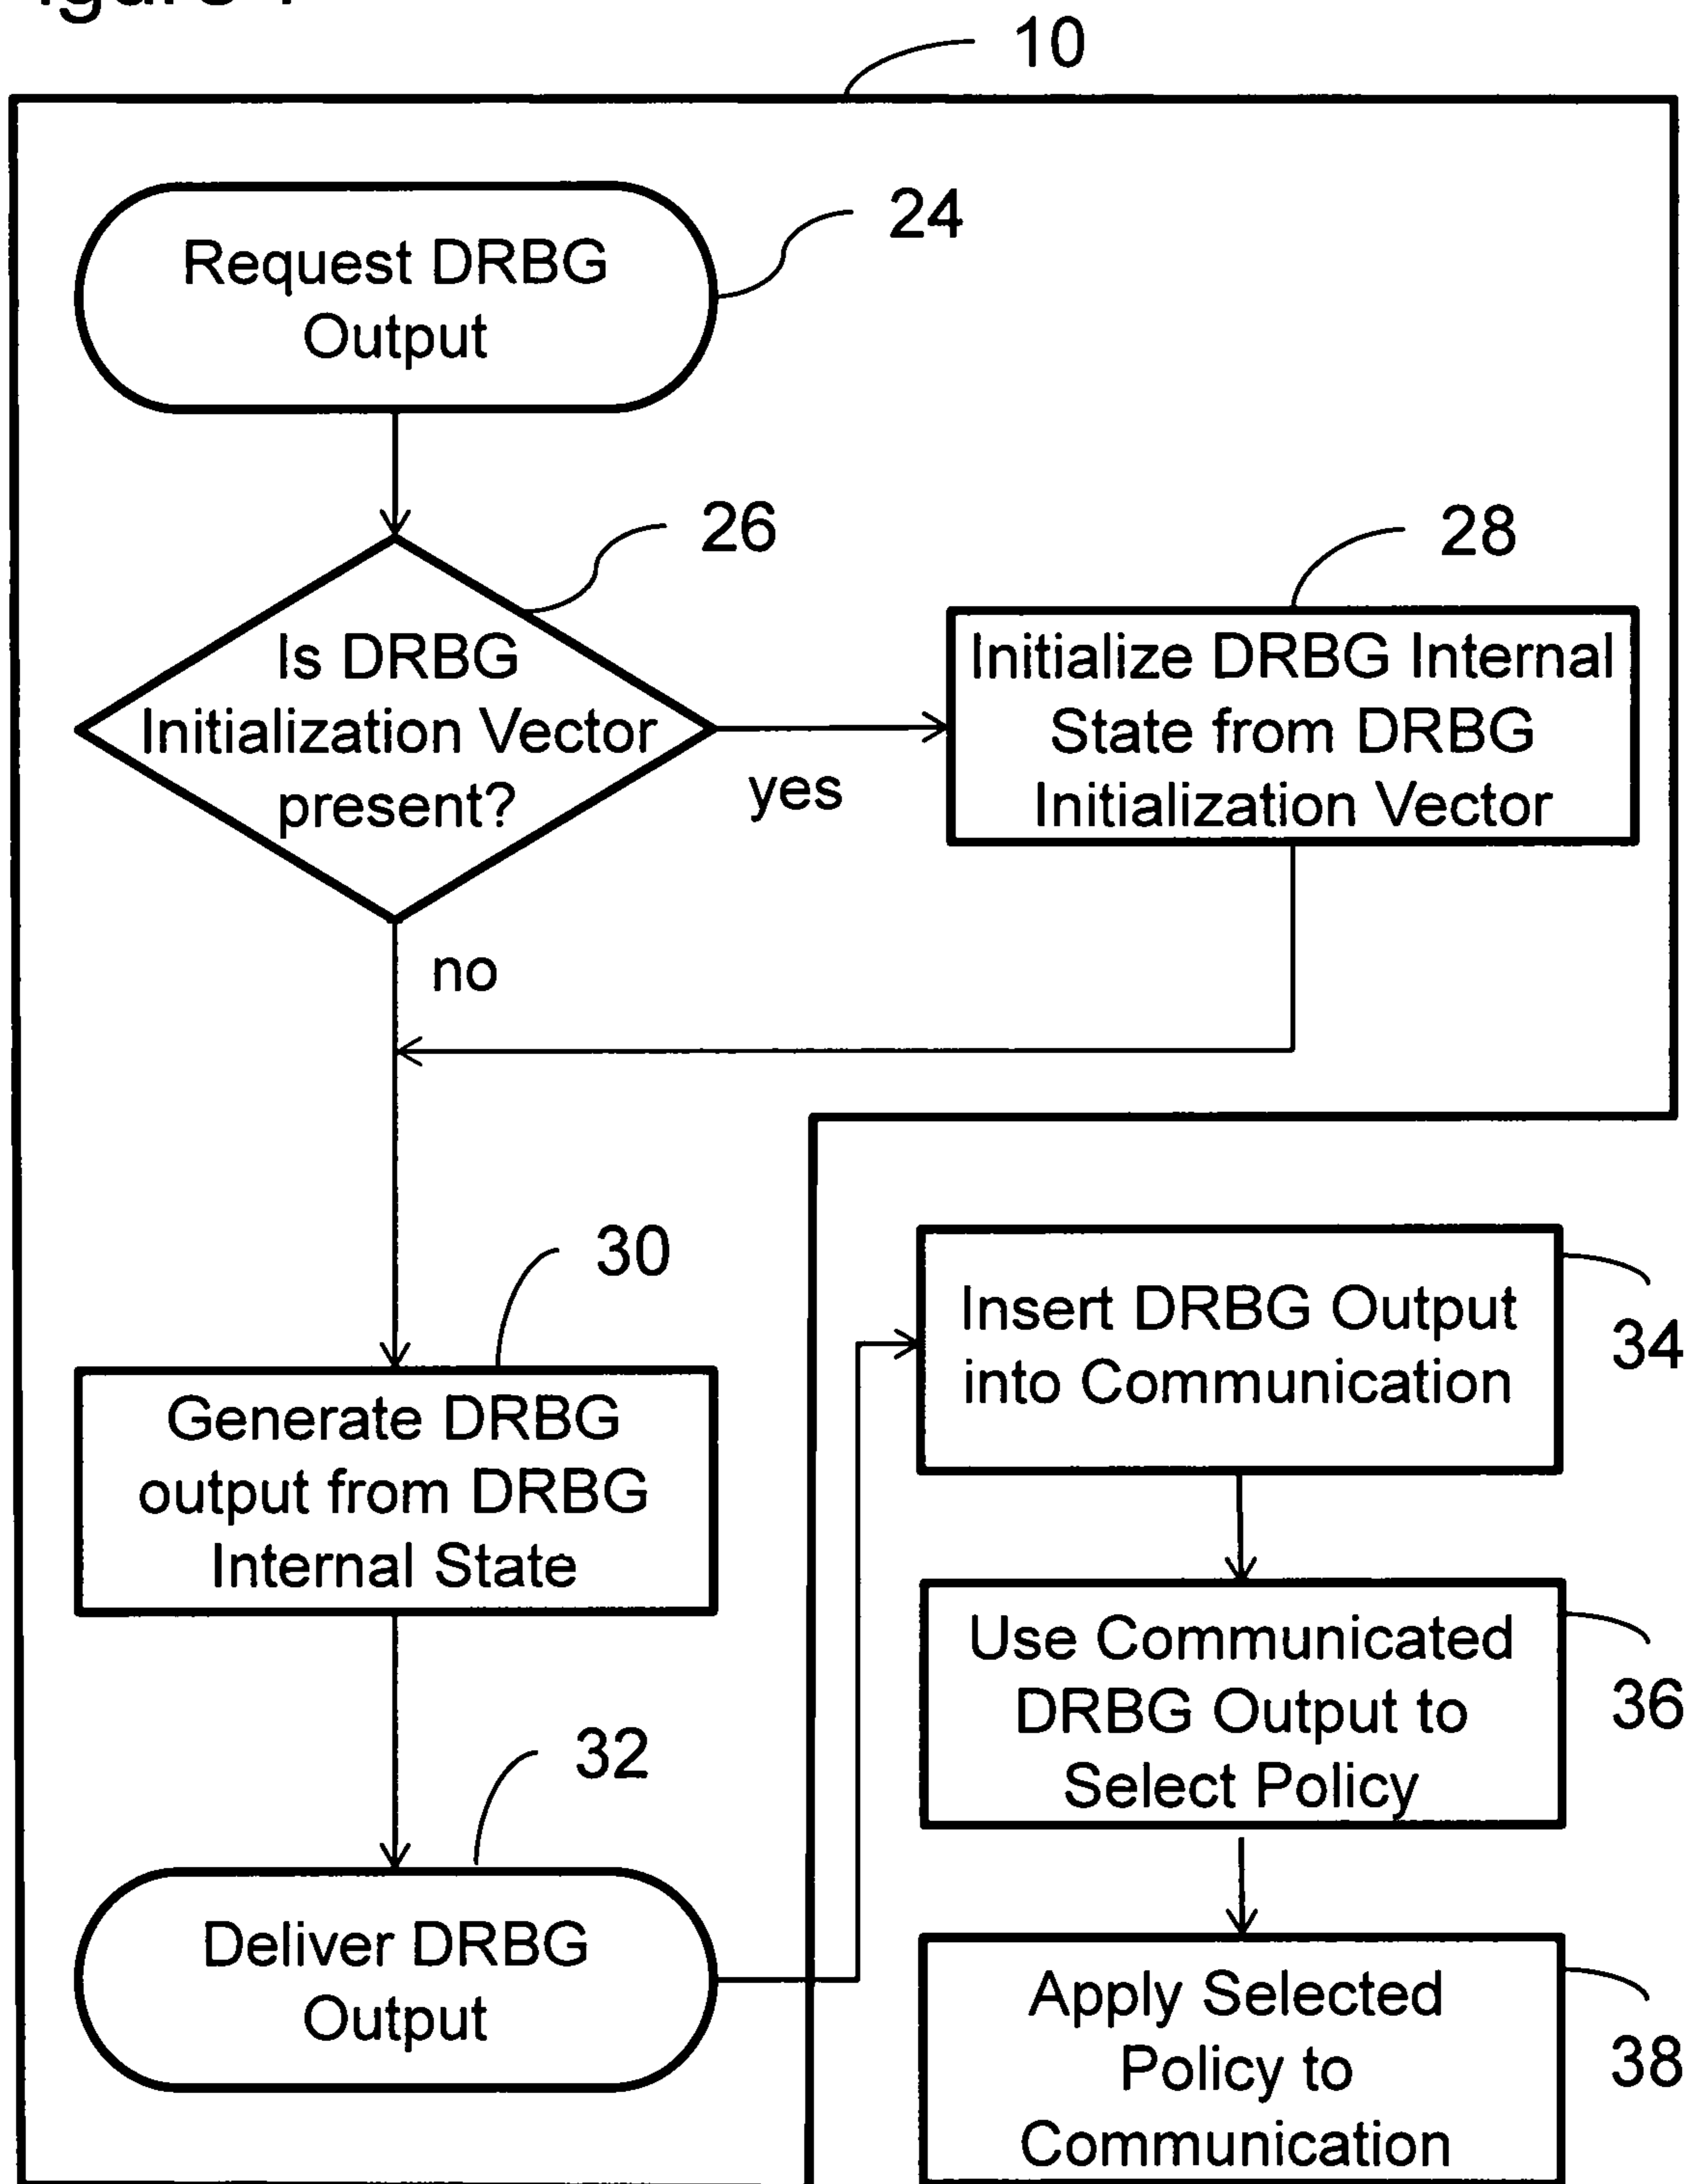 10
Request DRBG
Output
24
Is DRBG
Initialization Vector
present?
26
yes
Initialize DRBG Internal
State from DRBG
Initialization Vector
28
no
Generate DRBG
output from DRBG
Internal State
30
Deliver DRBG
Output
32
Insert DRBG Output
into Communication
34
Use Communicated
DRBG Output to
Select Policy
36
Apply Selected
Policy to
Communication
38